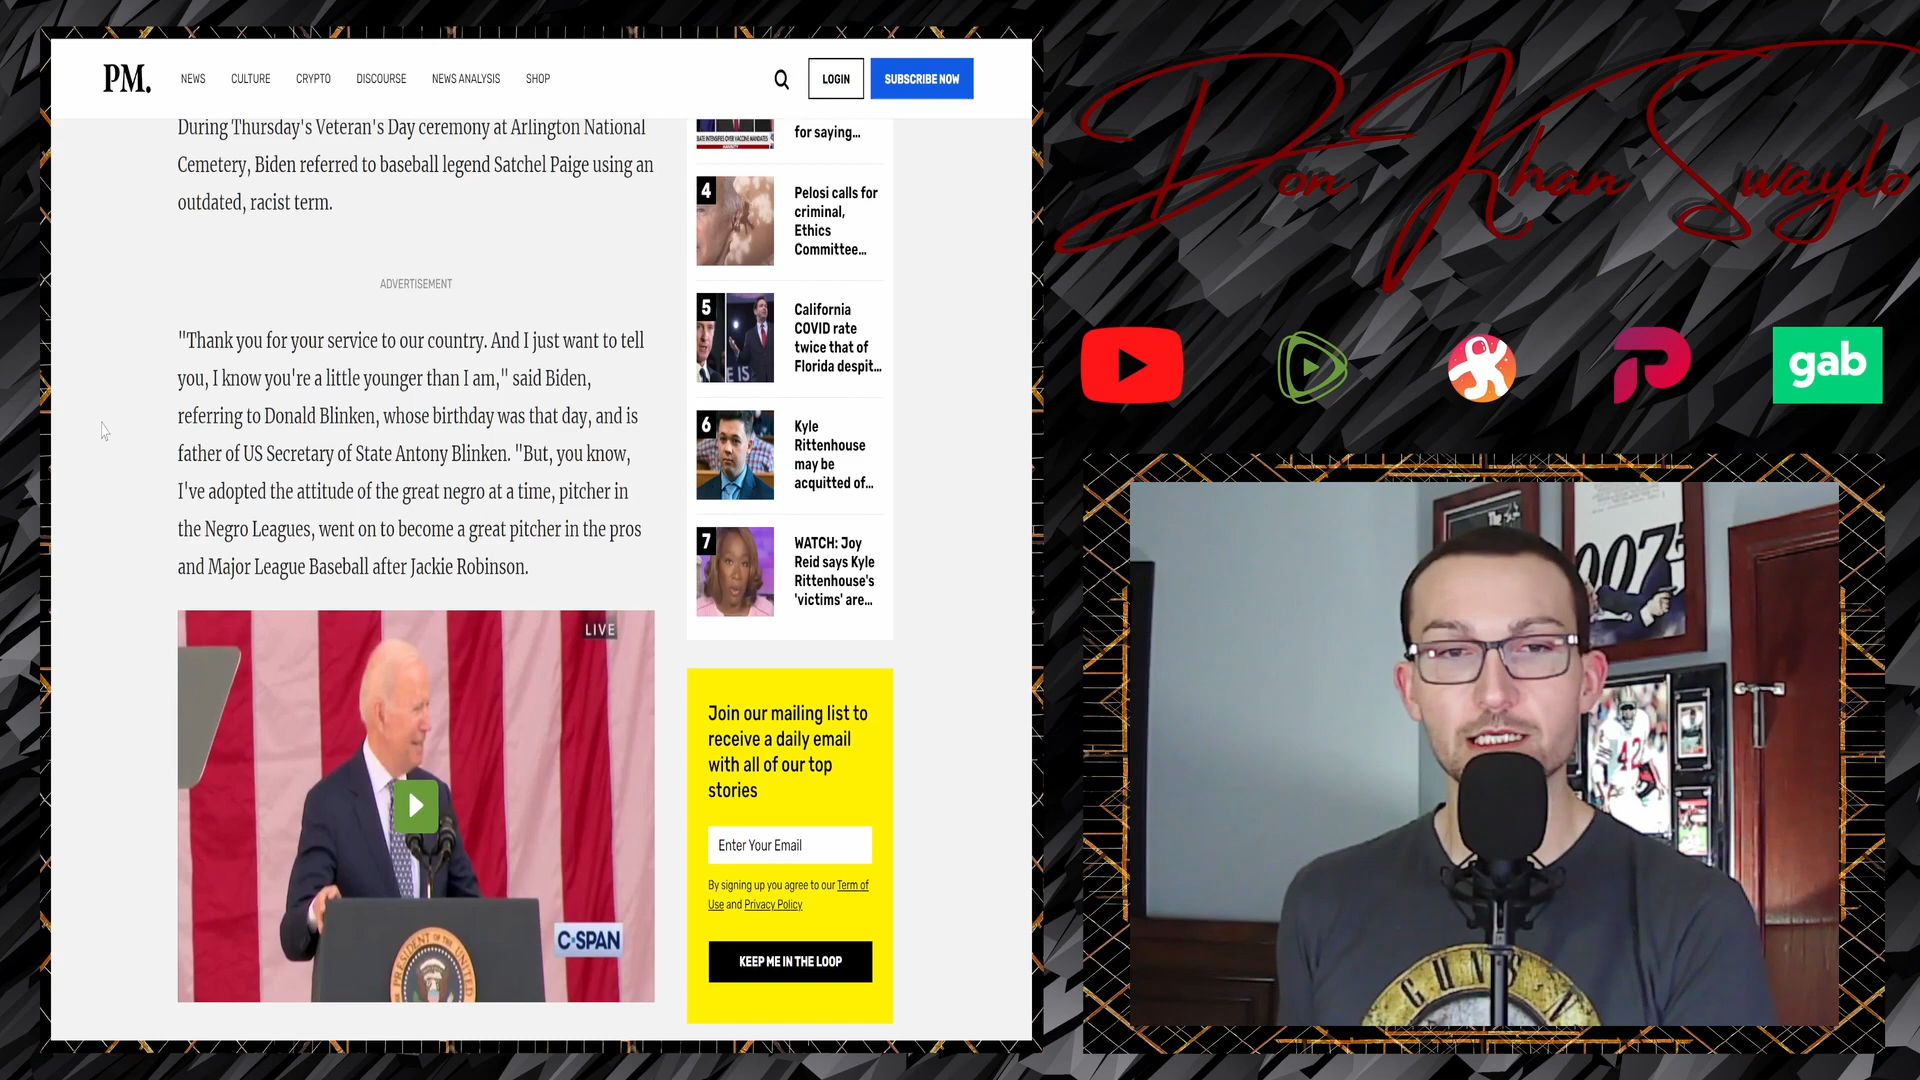 PM.
NEWS CULTURE CRYPTO DISCOURSE NEWS ANALYSIS SHOP
LOGIN
SUBSCRIBE NOW
During Thursday's Veteran's Day ceremony at Arlington National
Cemetery, Biden referred to baseball legend Satchel Paige using an
outdated, racist term.
ADVERTISEMENT
"Thank you for your service to our country. And I just want to tell
you, I know you're a little younger than I am," said Biden,
referring to Donald Blinken, whose birthday was that day, and is
father of US Secretary of State Antony Blinken. "But, you know,
I've adopted the attitude of the great negro at a time, pitcher in
the Negro Leagues, went on to become a great pitcher in the pros
and Major League Baseball after Jackie Robinson.
LIVE
C-SPAN
PRESIDENT OF THE UNITED
for saying...
4
Pelosi calls for
criminal,
Ethics
Committee...
5
California
COVID rate
twice that of
Florida despit...
6
Kyle
Rittenhouse
may be
acquitted of...
7
WATCH: Joy
Reid says Kyle
Rittenhouse's
'victims' are...
Join our mailing list to
receive a daily email
with all of our top
stories
Enter Your Email
By signing up you agree to our Term of
Use and Privacy Policy
KEEP ME IN THE LOOP
Don Khan Swaylo
gab
007
42
GUNS N